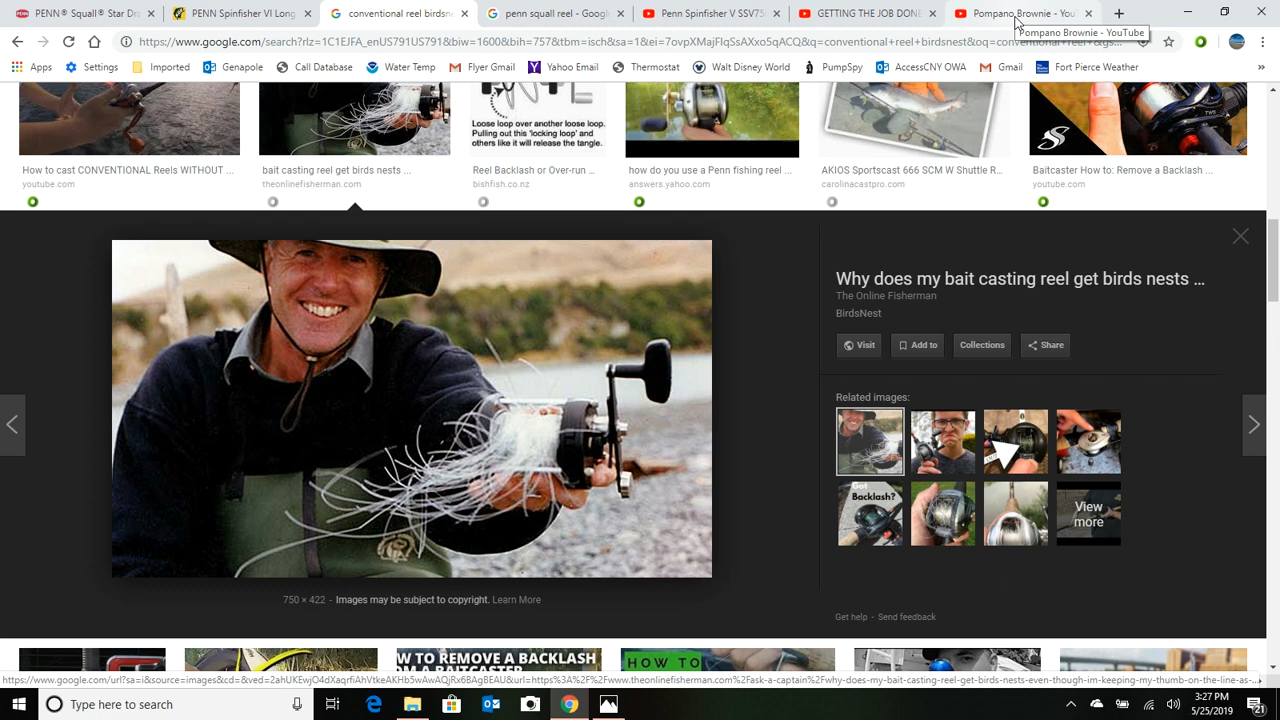 PENN® Star Drag
PENN Spinfisher VI Long
google reel birdsnests
penn squall reel - Google
Penn Spinfisher V SSV75
GETTING THE JOB DONE
Pompano Brownie - YouTube
Pompano Brownie - YouTube
https://www.google.com/search?rlz=1C1EJFA_enUS791US791&biw=1600&bih=757&tbm=isch&sa=1&ei=7ovpXMajFIqSsAXxo5qACQ&q=conventional+reel+birdsnest&oq=conventional+reel+
Apps
Settings
Imported
Call Database
Water Temp
Flyer Gmail
Yahoo Email
Thermostat
Walt Disney World
PumpSpy
AccessCNY OWA
Gmail
Fort Pierce Weather
»
Loose loop over another loose loop.
Pulling out this 'locking loop' and
others like it will release the tangle.
How to cast CONVENTIONAL Reels WITHOUT ...
youtube.com
bait casting reel get birds nests ...
theonlinefisherman.com
Reel Backlash or Over-run ...
bishfish.co.nz
how do you use a Penn fishing reel ...
answers.yahoo.com
AKIOS Sportscast 666 SCM W Shuttle R...
carolinacastpro.com
Baitcaster How to: Remove a Backlash ...
youtube.com
Why does my bait casting reel get birds nests ...
The Online Fisherman
BirdsNest
Visit
Add to
Collections
Share
Related images:
Got
Backlash?
View
more
750 × 422 - Images may be subject to copyright. Learn More
Get help - Send feedback
W TO REMOVE A BACKLASH
OM A BAITCASTER
HOW TO
https://www.google.com/url?sa=i&source=images&cd=&ved=2ahUKEwjO4dXaqrfiAhVtkeAKHb5wAwAQjRx6BAgBEAU&url=https%3A%2F%2Fwww.theonlinefisherman.com%2Fask-a-captain%2Fwhy-does-my-bait-casting-reel-get-birds-nests-even-though-im-keeping-my-thumb-on-the-line-as-...
Type here to search
3:27 PM
5/25/2019
21